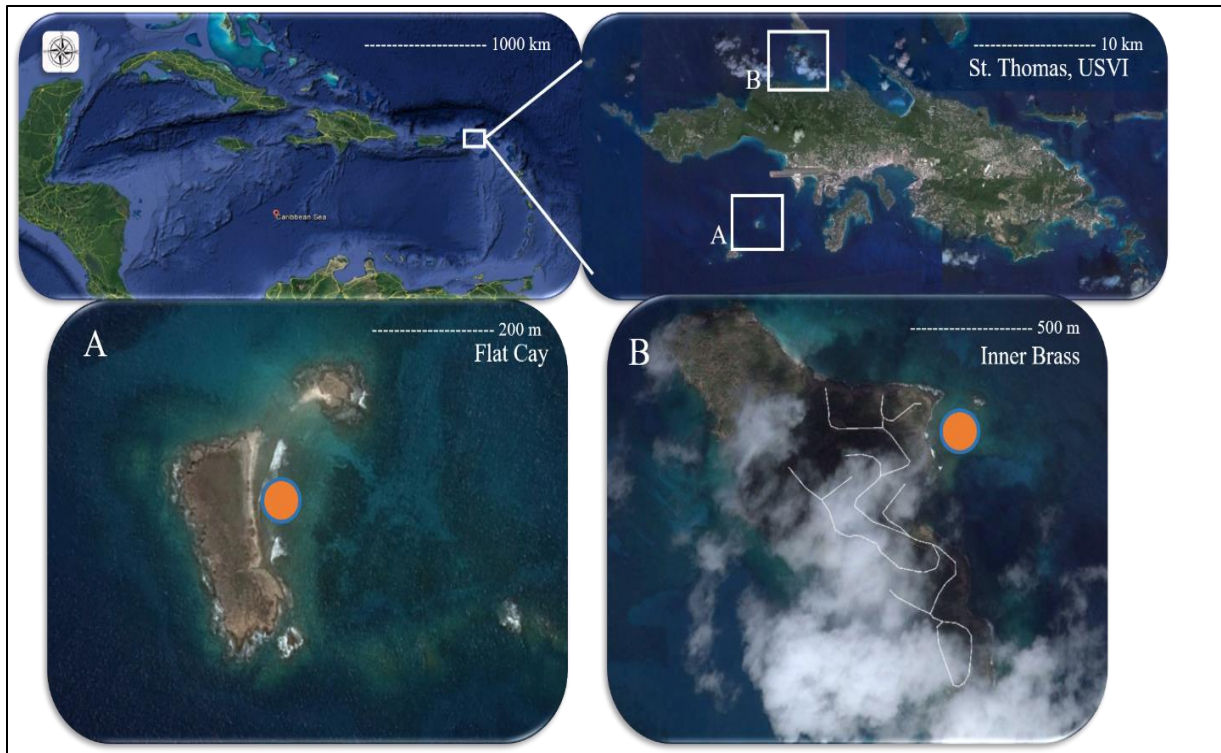 1000 km
Caribbean Sea
10 km
St. Thomas, USVI
B
A
A
200 m
Flat Cay
B
500 m
Inner Brass